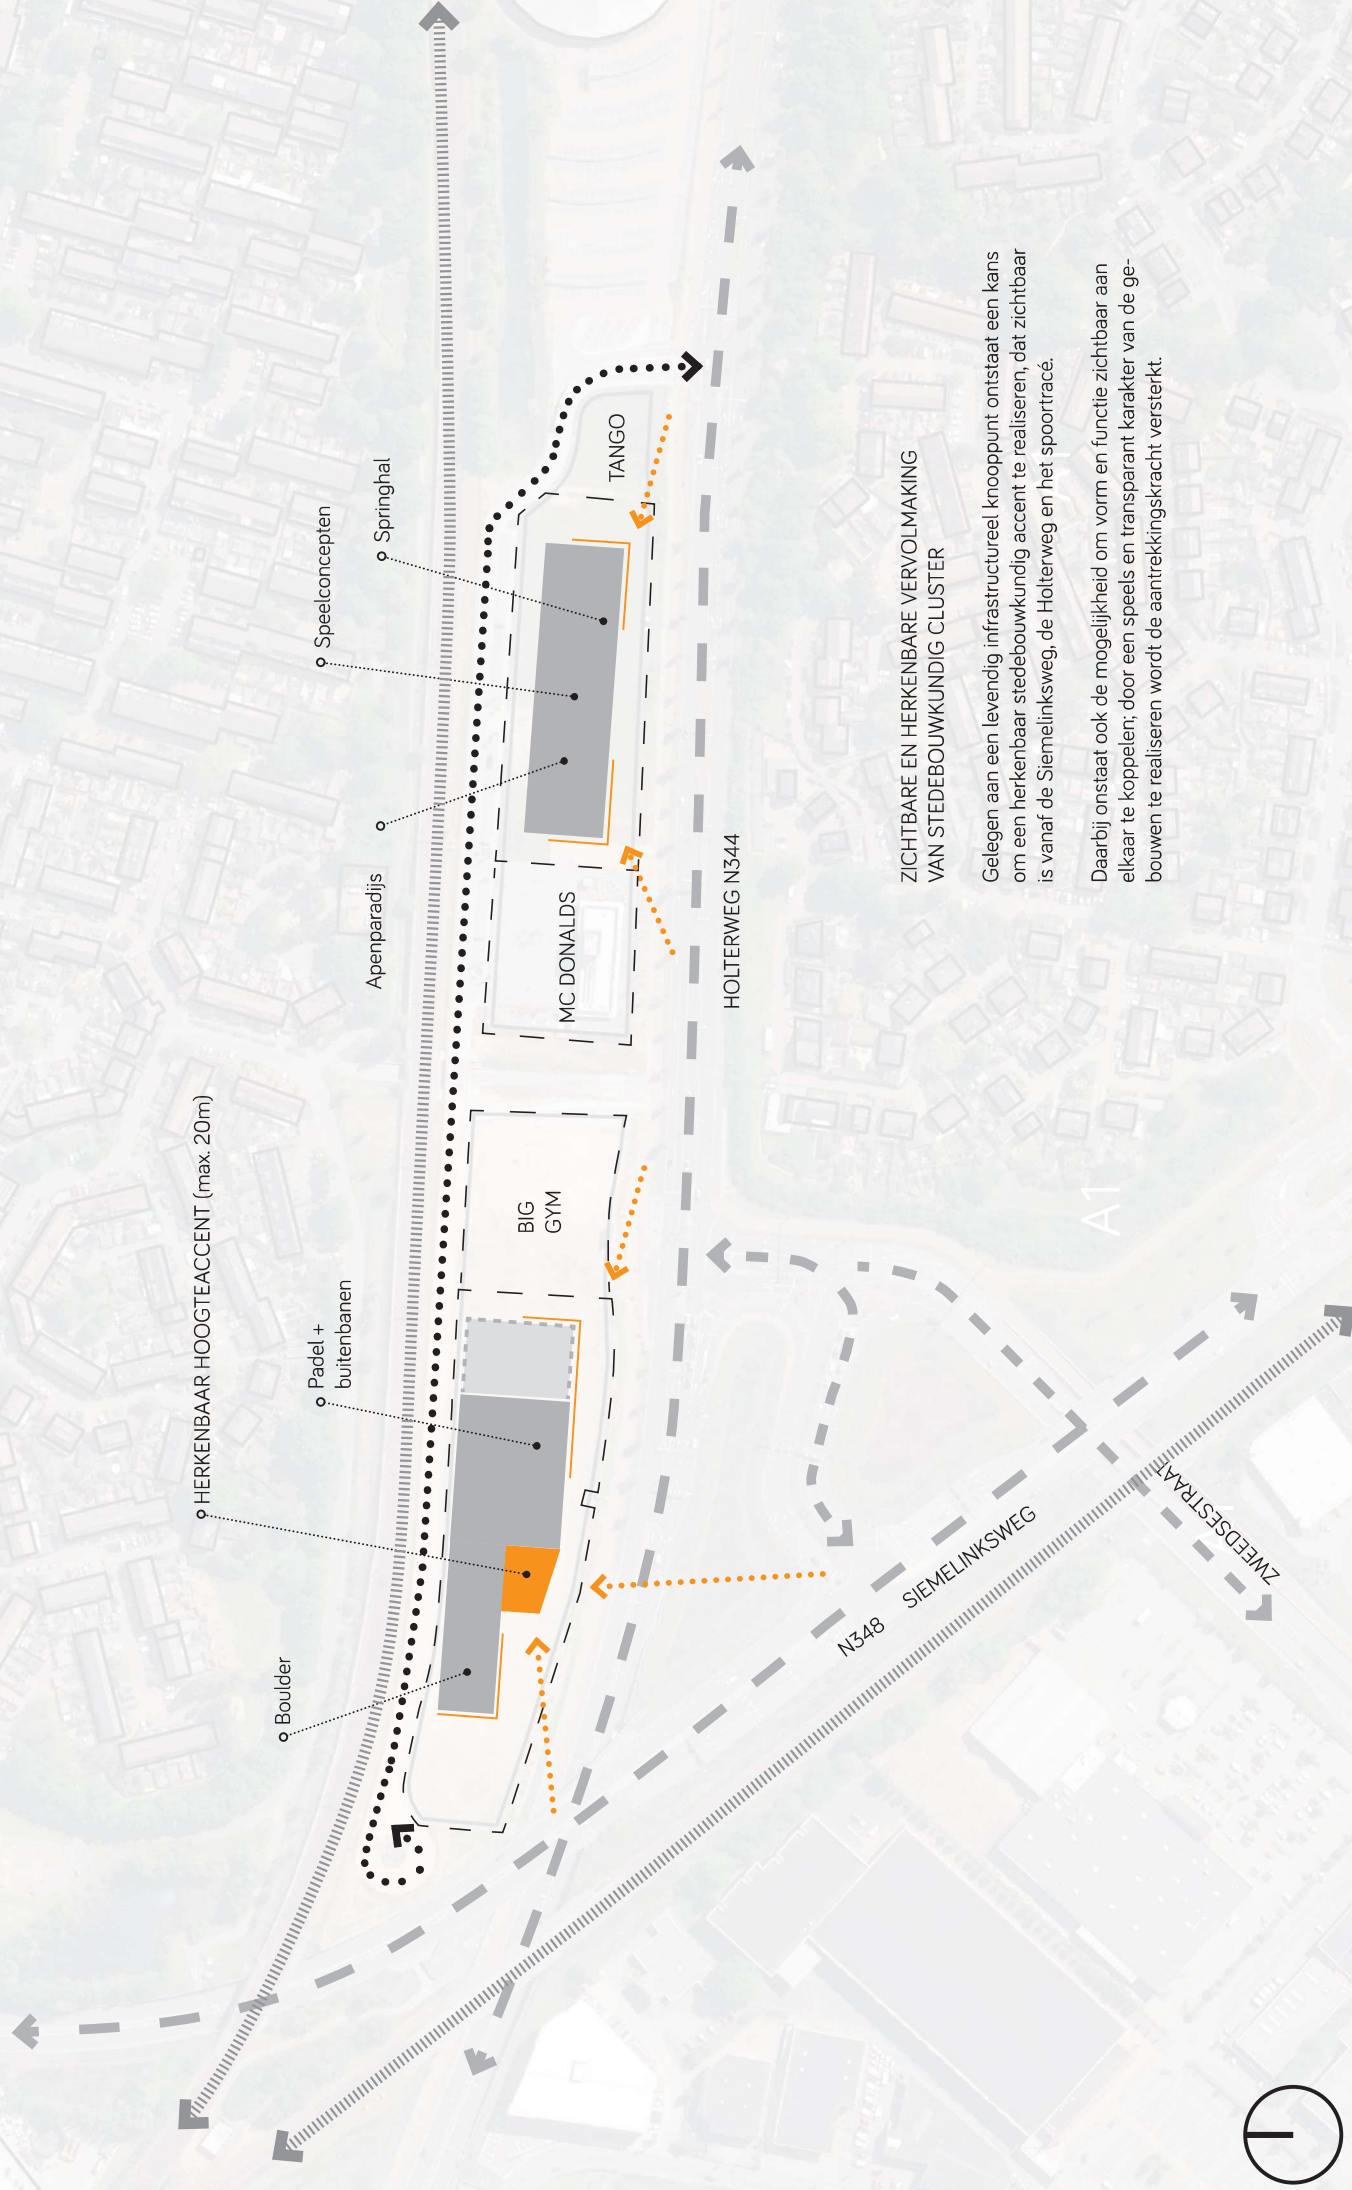 HERKENBAAR HOOGTEACCENT (max. 20m)
Boulder
Padel +
buitenbanen
Apenparadijs
Speelconcepten
Springhal
BIG
GYM
MC DONALDS
TANGO
HOLTERWEG N344
N348 SIEMELINKSWEG
ZWEEDSESTRAAT
A1
ZICHTBARE EN HERKENBARE VERVOLMAKING
VAN STEDEBOUWKUNDIG CLUSTER
Gelegen aan een levendig infrastructureel knooppunt ontstaat een kans
om een herkenbaar stedebouwkundig accent te realiseren, dat zichtbaar
is vanaf de Siemelinksweg, de Holterweg en het spoortracé.
Daarbij onstaat ook de mogelijkheid om vorm en functie zichtbaar aan
elkaar te koppelen; door een speels en transparant karakter van de ge-
bouwen te realiseren wordt de aantrekkingskracht versterkt.